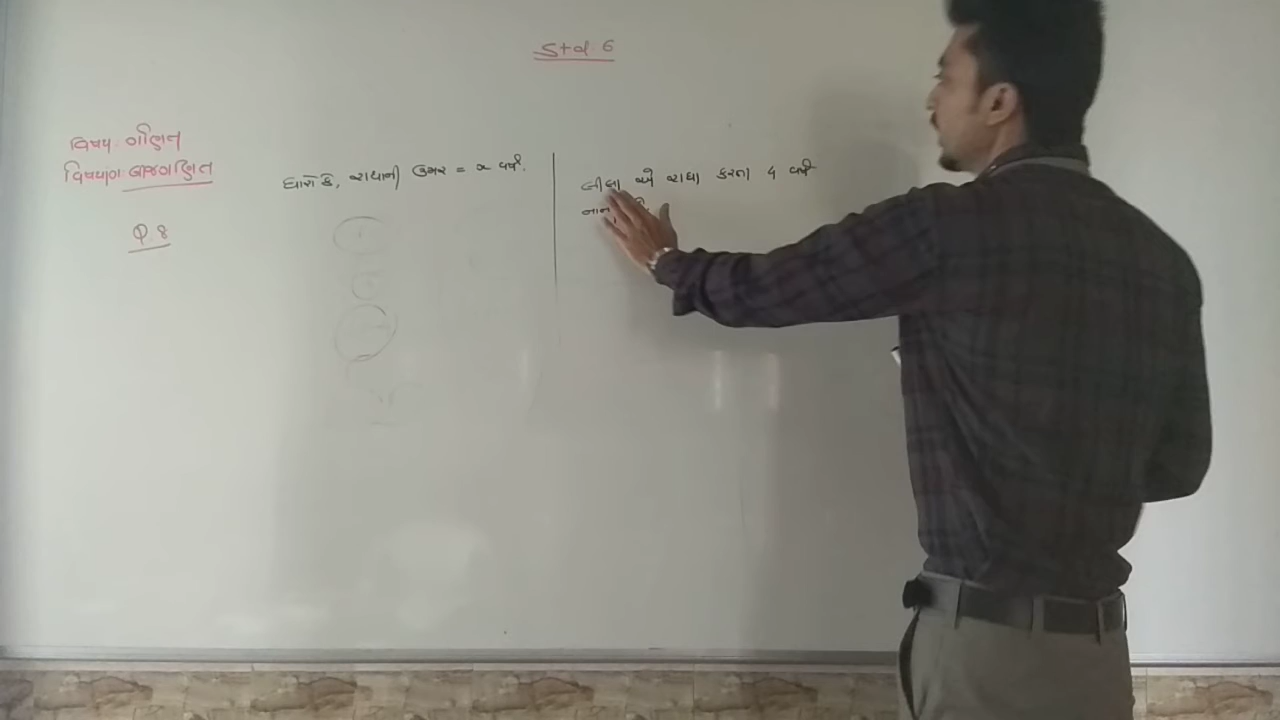 Std. 6
વિષય: ગણિત
વિષયાંગ: બીજગણિત
Q. 8
ધારો કે, રાધાની ઉંમર = x વર્ષ.
લીલા એ રાધા કરતા 4 વર્ષ